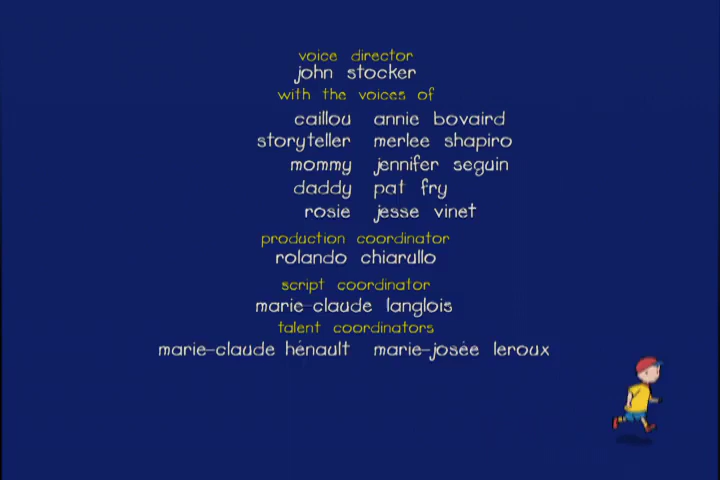 voice director
john stocker
with the voices of
caillou annie bovaird
storyteller merlee shapiro
mommy jennifer seguin
daddy pat fry
rosie jesse vinet
production coordinator
rolando chiarullo
script coordinator
marie-claude langlois
talent coordinators
marie-claude hénault marie-josée leroux